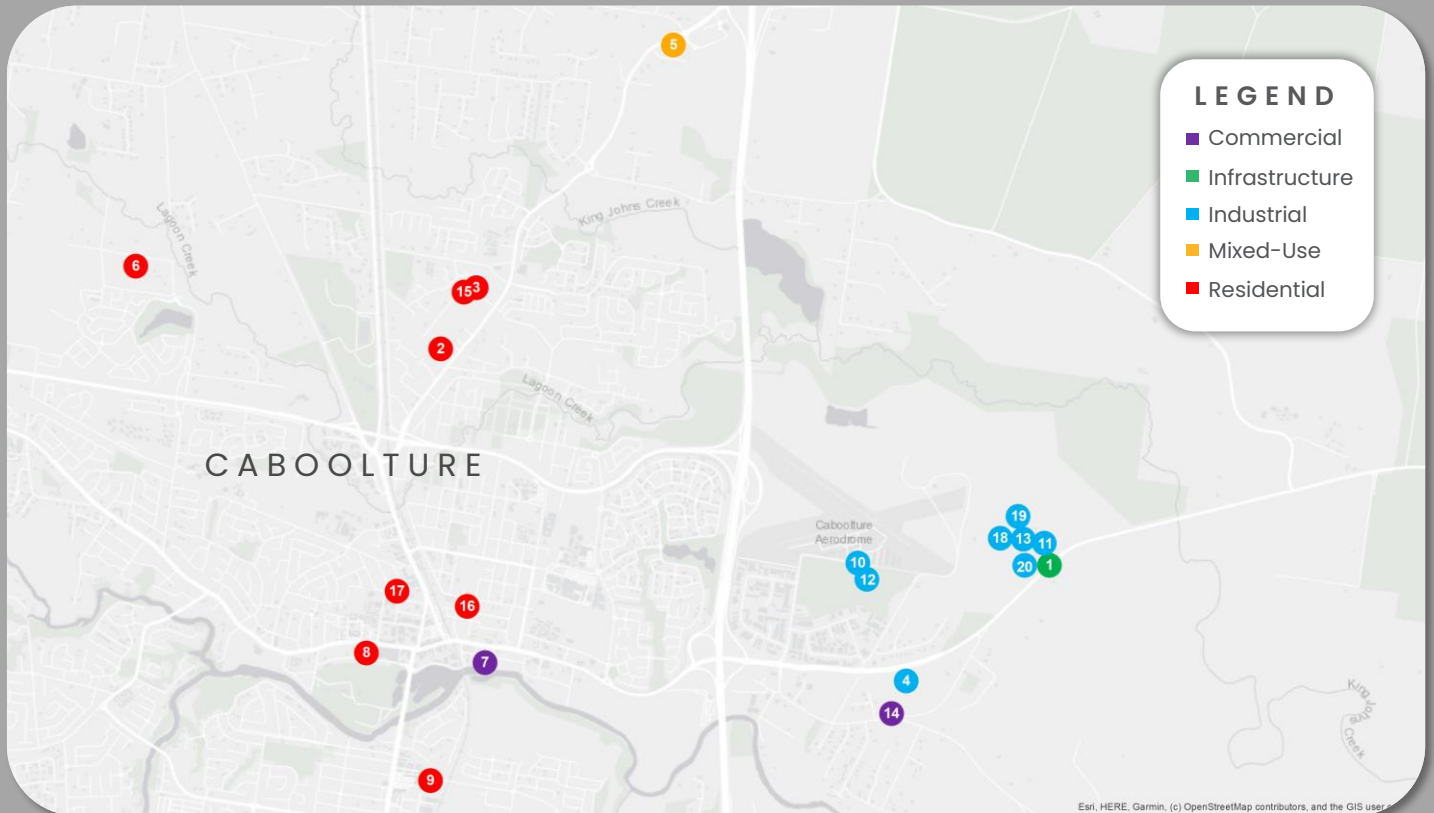 5
LEGEND
Commercial
Infrastructure
Industrial
Mixed-Use
Residential
King Johns Creek
Lagoon Creek
6
15
3
2
Lagoon Creek
CABOOLTURE
Caboolture
Aerodrome
19
18
13
11
10
12
20
1
17
16
8
7
4
14
9
King Johns
Creek
Esri, HERE, Garmin, (c) OpenStreetMap contributors, and the GIS user